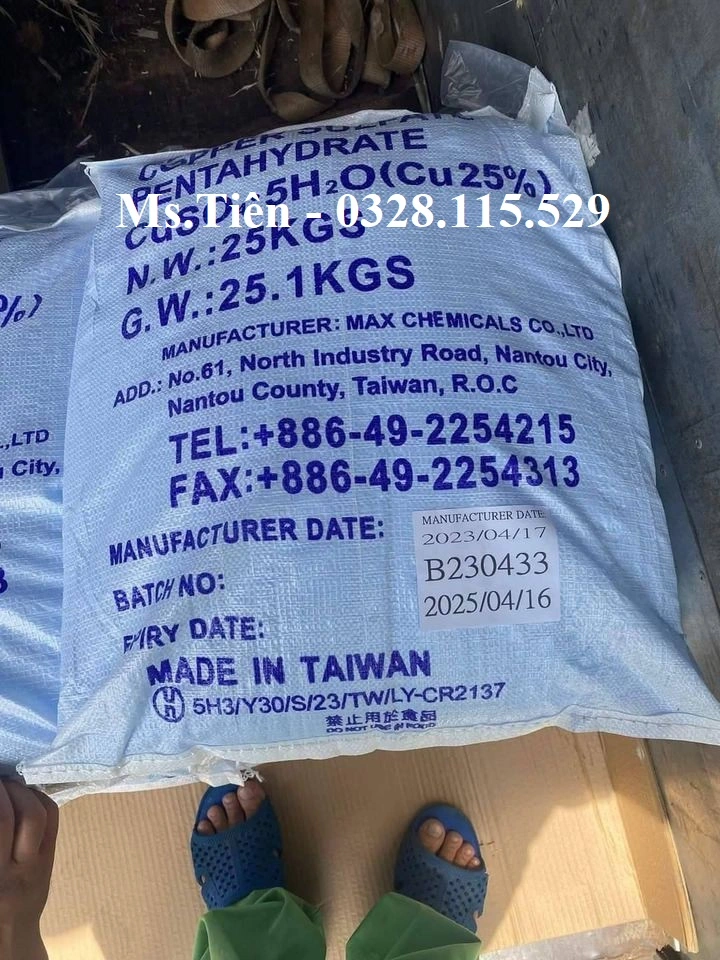 COPPER SULFATE
PENTAHYDRATE
CuSO₄·5H₂O(Cu25%)
Ms.Tiên - 0328.115.529
N.W.:25KGS
G.W.:25.1KGS
MANUFACTURER: MAX CHEMICALS CO.,LTD
ADD.: No.61, North Industry Road, Nantou City,
Nantou County, Taiwan, R.O.C
TEL:+886-49-2254215
FAX:+886-49-2254313
MANUFACTURER DATE:
MANUFACTURER DATE:
2023/04/17
BATCH NO:
B230433
EXPIRY DATE:
2025/04/16
MADE IN TAIWAN
UN 5H3/Y30/S/23/TW/LY-CR2137
禁止用於食品
DO NOT USE IN FOOD
%)
.,LTD
u City,